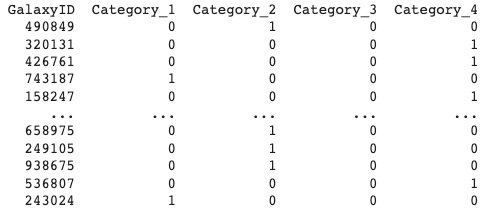 GalaxyID Category_1 Category_2 Category_3 Category_4
490849 0 1 0 0
320131 0 0 0 1
426761 0 0 0 1
743187 1 0 0 0
158247 0 0 0 1
... ... ... ... ...
658975 0 1 0 0
249105 0 1 0 0
938675 0 1 0 0
536807 0 0 0 1
243024 1 0 0 0